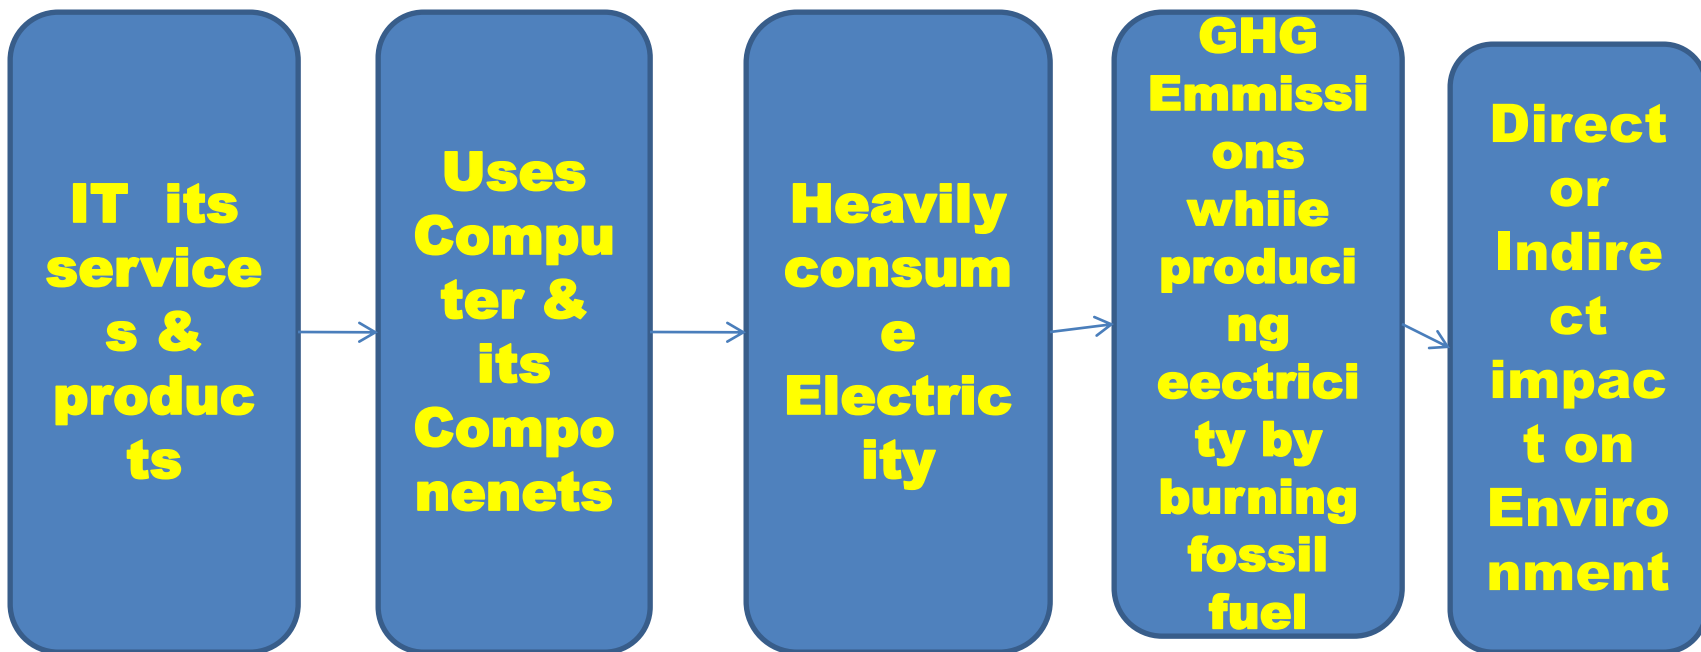 IT  its
service
s &
produc
ts
Uses
Compu
ter &
its
Compo
nenets
Heavily
consum
e
Electric
ity
GHG
Emmissi
ons
whiie
produci
ng
eectrici
ty by
burning
fossil
fuel
Direct
or
Indire
ct
impac
t on
Enviro
nment